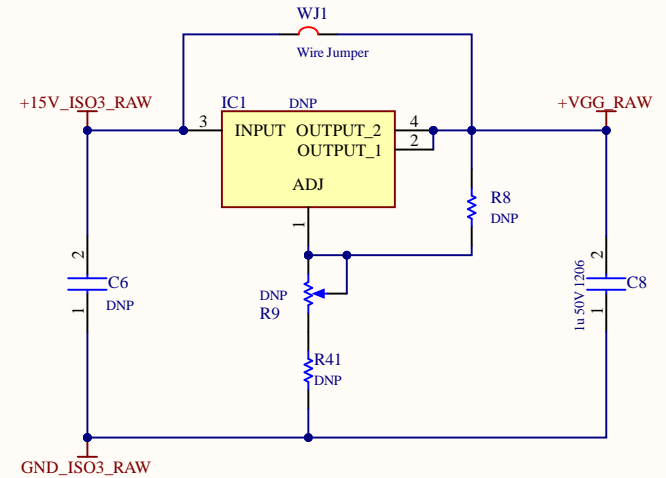 WJ1
Wire Jumper
+15V_ISO3_RAW
IC1
DNP
+VGG_RAW
3
INPUT
OUTPUT_2
4
OUTPUT_1
2
ADJ
1
R8
DNP
2
C6
DNP
1
DNP
R9
R41
DNP
2
C8
1
1u 50V 1206
GND_ISO3_RAW